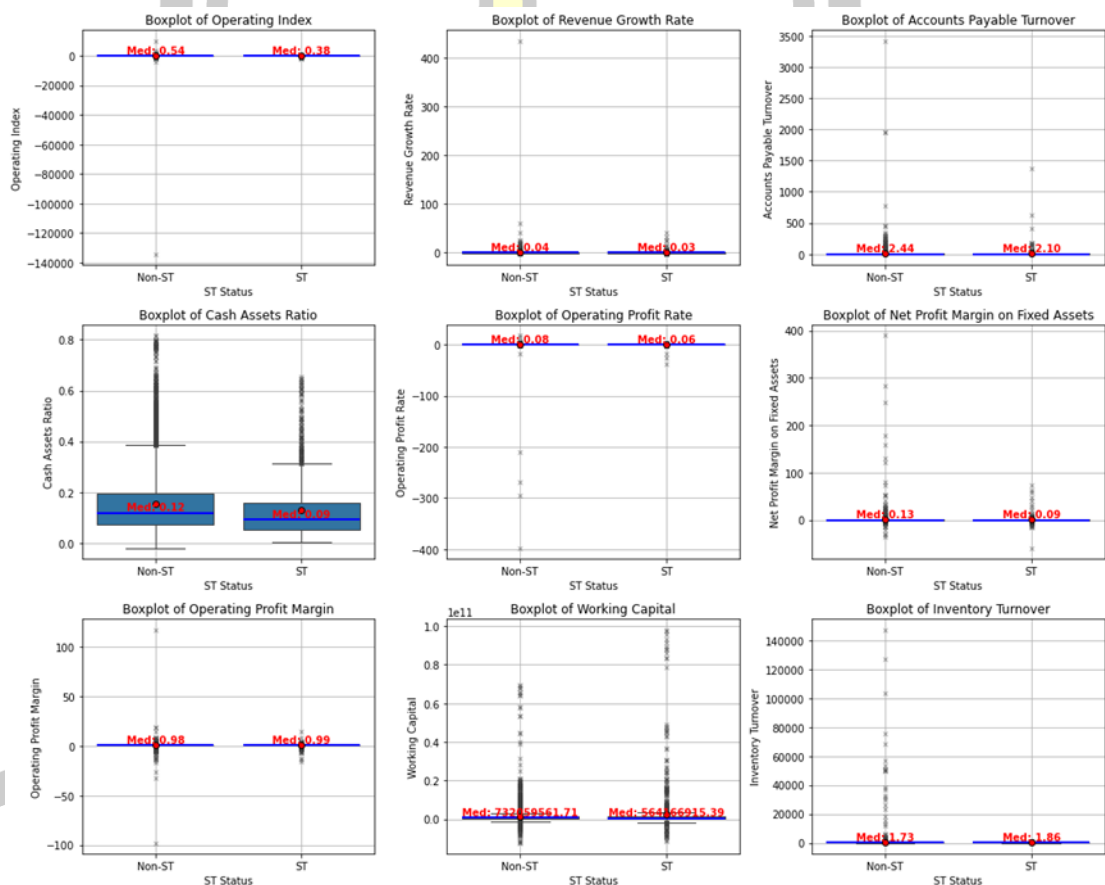 Boxplot of Operating Index
Operating Index
0
−20000
−40000
−60000
−80000
−100000
−120000
−140000
Med: 0.54
Med: 0.38
Non-ST
ST
ST Status
Boxplot of Revenue Growth Rate
Revenue Growth Rate
400
300
200
100
0
Med: 0.04
Med: 0.03
Non-ST
ST
ST Status
Boxplot of Accounts Payable Turnover
Accounts Payable Turnover
3500
3000
2500
2000
1500
1000
500
0
Med: 2.44
Med: 2.10
Non-ST
ST
ST Status
Boxplot of Cash Assets Ratio
Cash Assets Ratio
0.8
0.6
0.4
0.2
0.0
Med: 0.12
Med: 0.09
Non-ST
ST
ST Status
Boxplot of Operating Profit Rate
Operating Profit Rate
0
−100
−200
−300
−400
Med: 0.08
Med: 0.06
Non-ST
ST
ST Status
Boxplot of Net Profit Margin on Fixed Assets
Net Profit Margin on Fixed Assets
400
300
200
100
0
Med: 0.13
Med: 0.09
Non-ST
ST
ST Status
Boxplot of Operating Profit Margin
Operating Profit Margin
100
50
0
−50
−100
Med: 0.98
Med: 0.99
Non-ST
ST
ST Status
Boxplot of Working Capital
1e11
Working Capital
1.0
0.8
0.6
0.4
0.2
0.0
Med:
Med:
Non-ST
ST
ST Status
Boxplot of Inventory Turnover
Inventory Turnover
140000
120000
100000
80000
60000
40000
20000
0
Med: 1.73
Med: 1.86
Non-ST
ST
ST Status